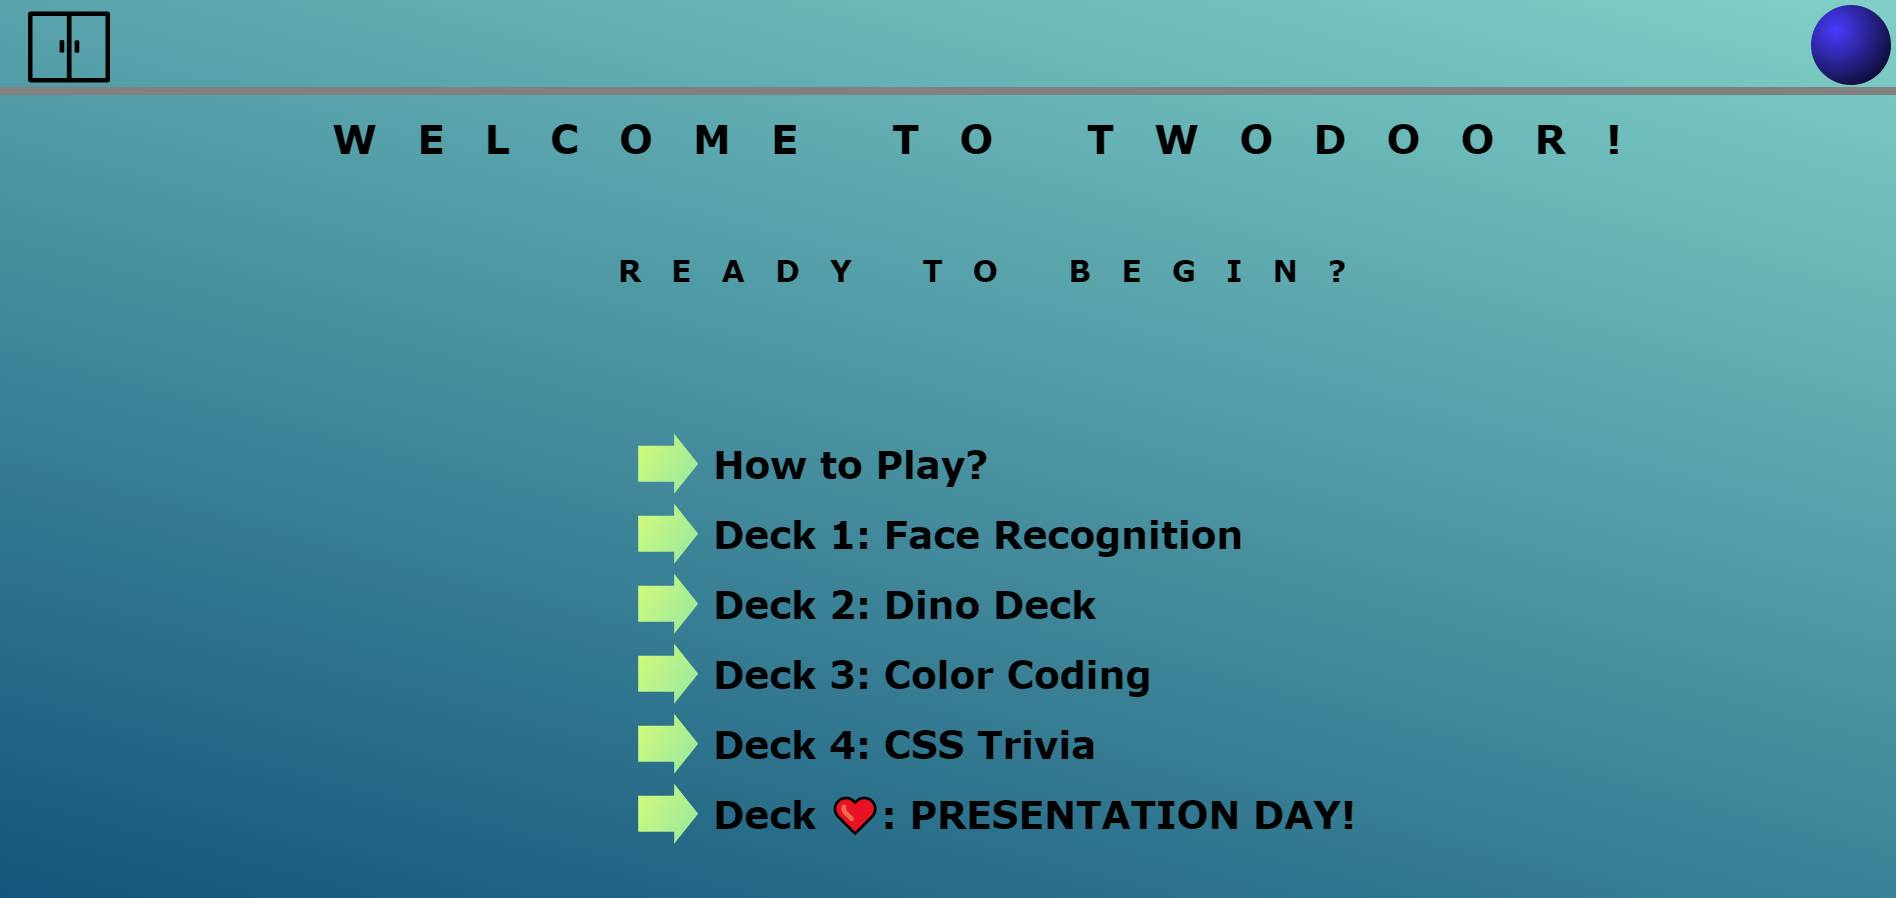 WELCOME TO TWODOOR!
READY TO BEGIN?
How to Play?
Deck 1: Face Recognition
Deck 2: Dino Deck
Deck 3: Color Coding
Deck 4: CSS Trivia
Deck ❤️: PRESENTATION DAY!